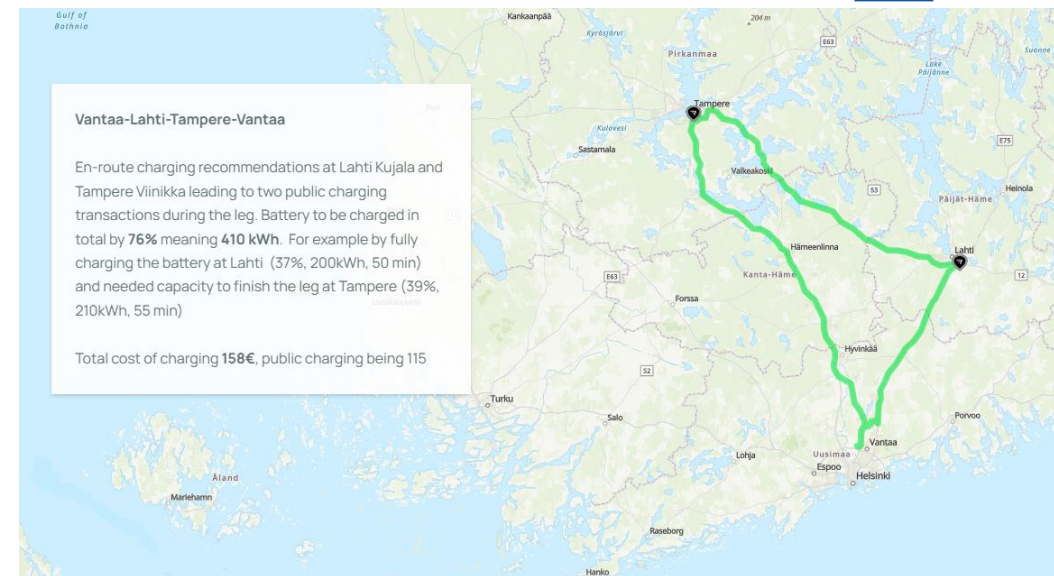 Gulf of
Bothnia
Kankaanpää
204 m
Kyrösjärvi
E63
Suonne
Pirkanmaa
Lake
Päijänne
Tampere
Vantaa-Lahti-Tampere-Vantaa
Kulovesi
E75
Sastamala
En-route charging recommendations at Lahti Kujala and
Tampere Viinikka leading to two public charging
transactions during the leg. Battery to be charged in
total by 76% meaning 410 kWh. For example by fully
charging the battery at Lahti (37%, 200kWh, 50 min)
and needed capacity to finish the leg at Tampere (39%,
210kWh, 55 min)
Total cost of charging 158€, public charging being 115
Valkeakoski
53
Heinola
Päijät-Häme
Hämeenlinna
Lahti
E63
Kanta-Häme
12
Forssa
Hyvinkää
52
Turku
Salo
Porvoo
Vantaa
Lohja
Uusimaa
Espoo
Helsinki
Åland
Mariehamn
Raseborg
Hanko